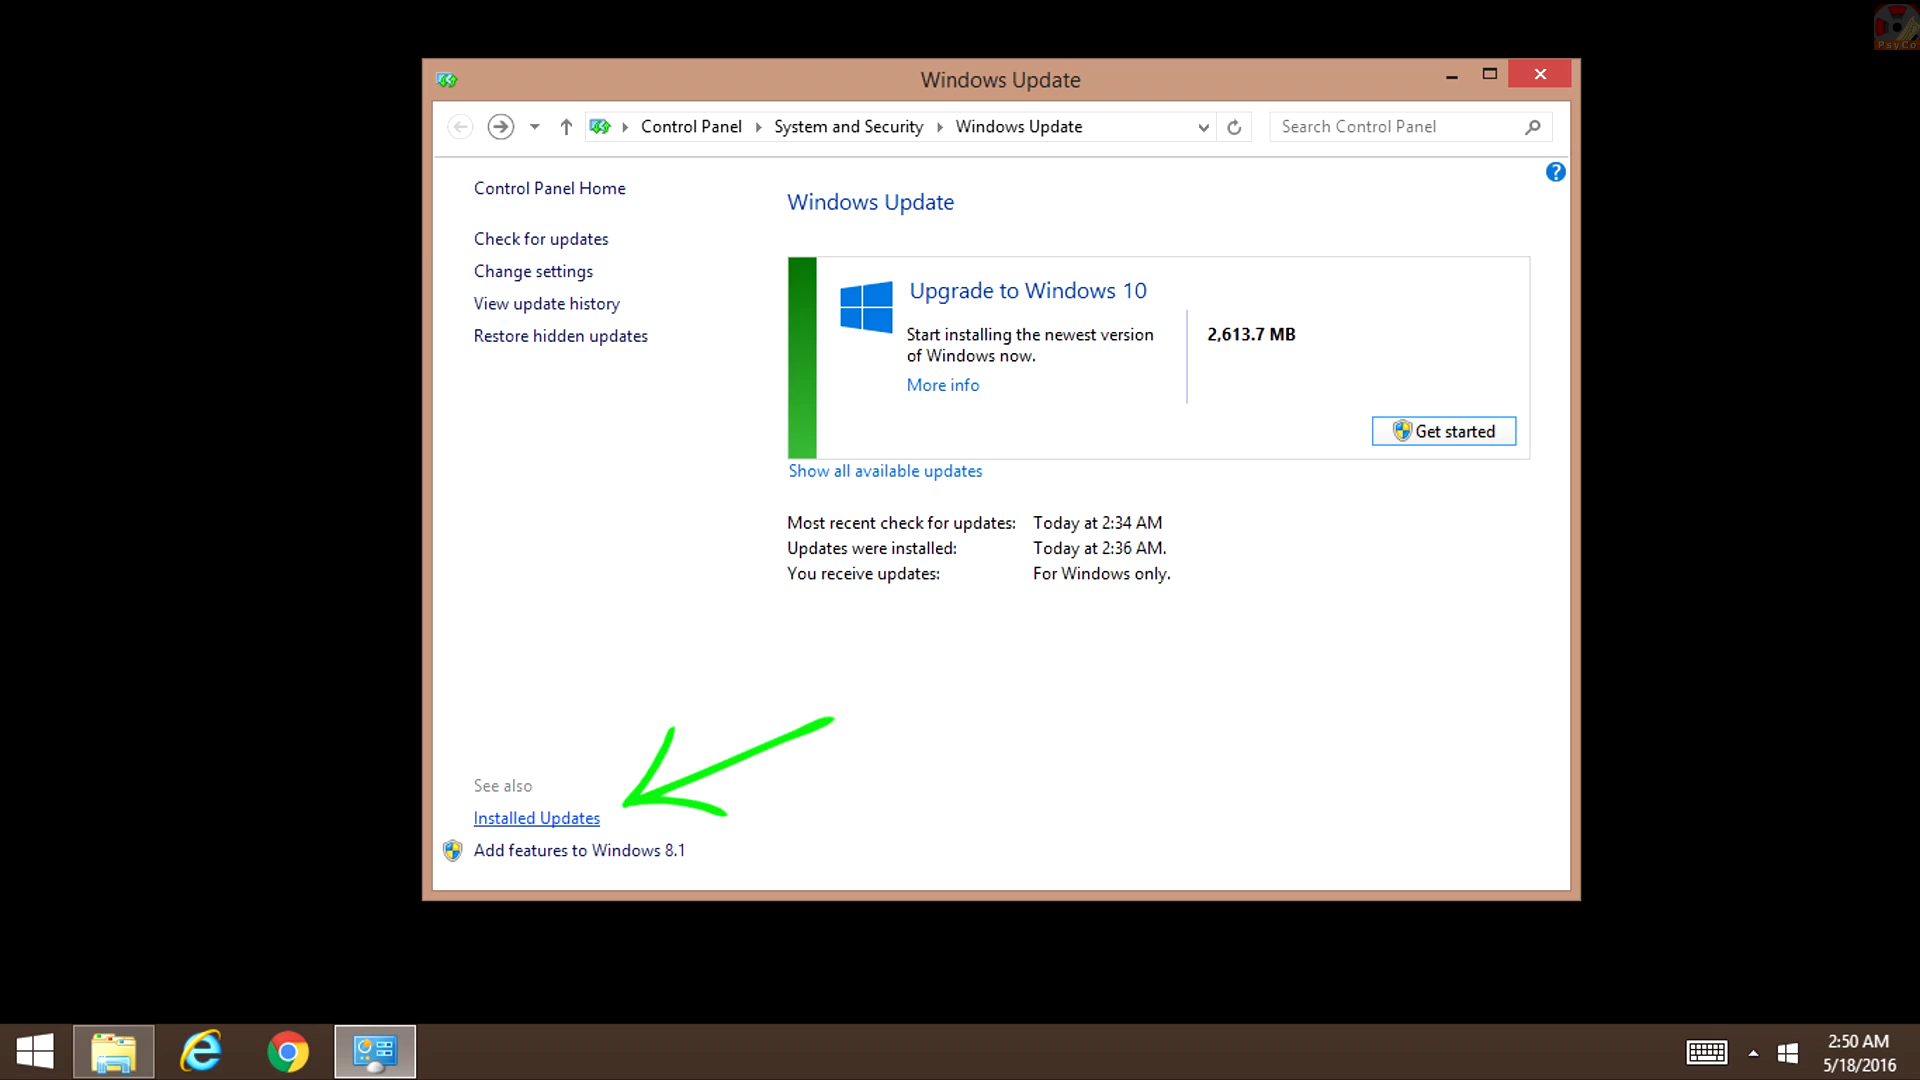 PsyCo
Windows Update
Control Panel
System and Security
Windows Update
Search Control Panel
?
Control Panel Home
Check for updates
Change settings
View update history
Restore hidden updates
Windows Update
Upgrade to Windows 10
Start installing the newest version
of Windows now.
More info
2,613.7 MB
Get started
Show all available updates
Most recent check for updates: Today at 2:34 AM
Updates were installed: Today at 2:36 AM.
You receive updates: For Windows only.
See also
Installed Updates
Add features to Windows 8.1
2:50 AM
5/18/2016